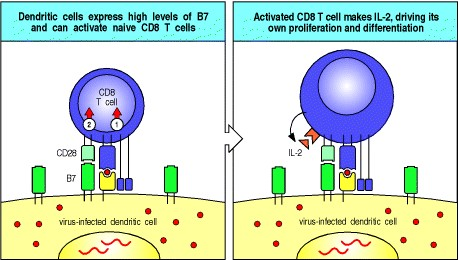 Dendritic cells express high levels of B7
and can activate naive CD8 T cells
CD8
T cell
2
1
CD28
B7
virus-infected dendritic cell
Activated CD8 T cell makes IL-2, driving its
own proliferation and differentiation
IL-2
virus-infected dendritic cell